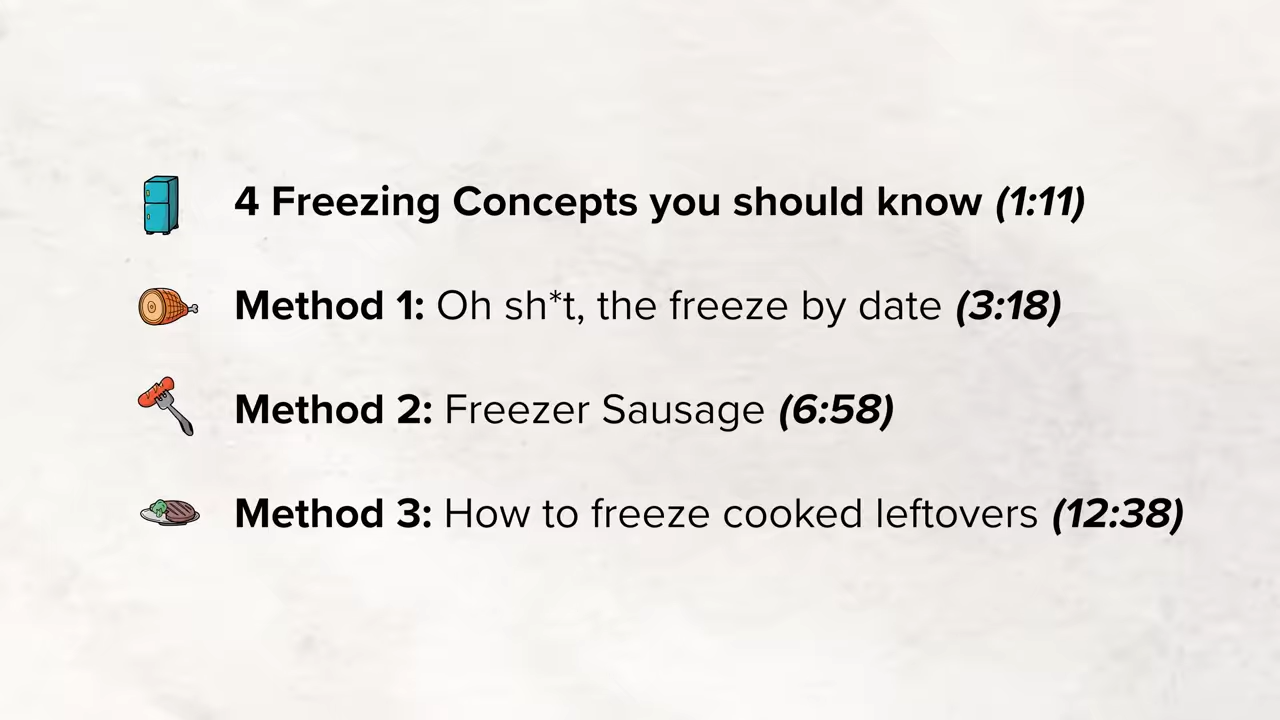 4 Freezing Concepts you should know (1:11)
Method 1: Oh sh*t, the freeze by date (3:18)
Method 2: Freezer Sausage (6:58)
Method 3: How to freeze cooked leftovers (12:38)